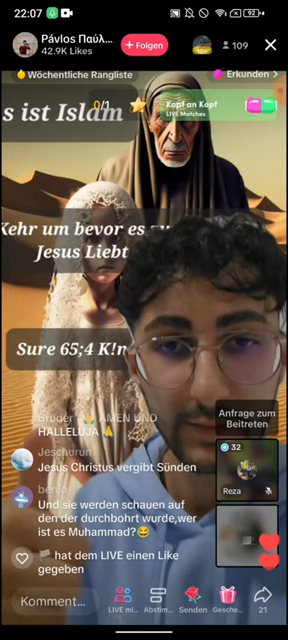 22:07
92
Pávlos Παύλ...
42.9K Likes
+ Folgen
109
Wöchentliche Rangliste
Erkunden >
s ist Islam
0/1
Kopf an Kopf
LIVE Matches
Kehr um bevor es zu
Jesus Liebt
Sure 65;4 K!n
Anfrage zum
Beitreten
Bruder AMEN UND
HALLELUJA
Jeschurun
Jesus Christus vergibt Sünden
benjo
Und sie werden schauen auf
den der durchbohrt wurde,wer
ist es Muhammad?
hat dem LIVE einen Like
gegeben
32
Reza
Komment...
LIVE mi...
Abstim...
Senden
Gesche...
21